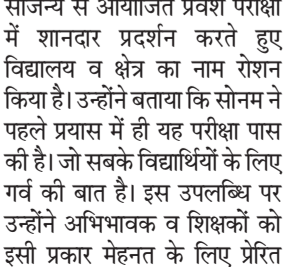 सौजन्य से आयोजित प्रवेश परीक्षा
में शानदार प्रदर्शन करते हुए
विद्यालय व क्षेत्र का नाम रोशन
किया है। उन्होंने बताया कि सोनम ने
पहले प्रयास में ही यह परीक्षा पास
की है। जो सबके विद्यार्थियों के लिए
गर्व की बात है। इस उपलब्धि पर
उन्होंने अभिभावक व शिक्षकों को
इसी प्रकार मेहनत के लिए प्रेरित